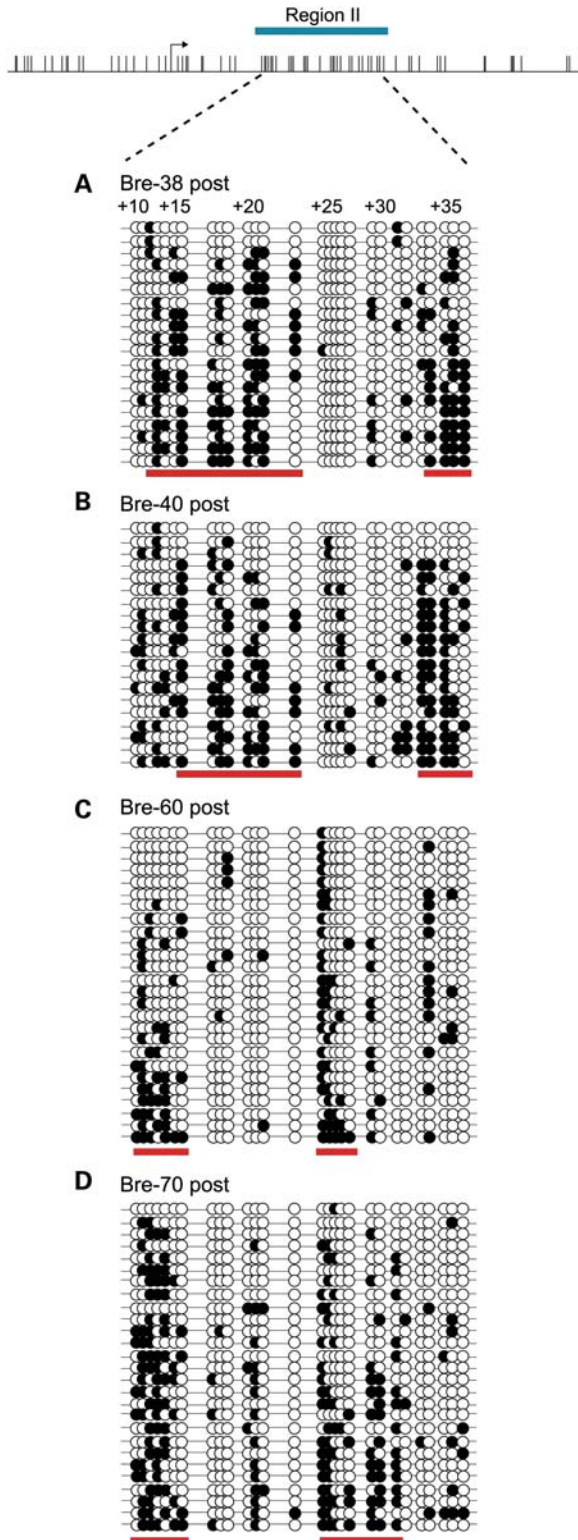 Region II
A Bre-38 post
+10 +15 +20 +25 +30 +35
B Bre-40 post
C Bre-60 post
D Bre-70 post